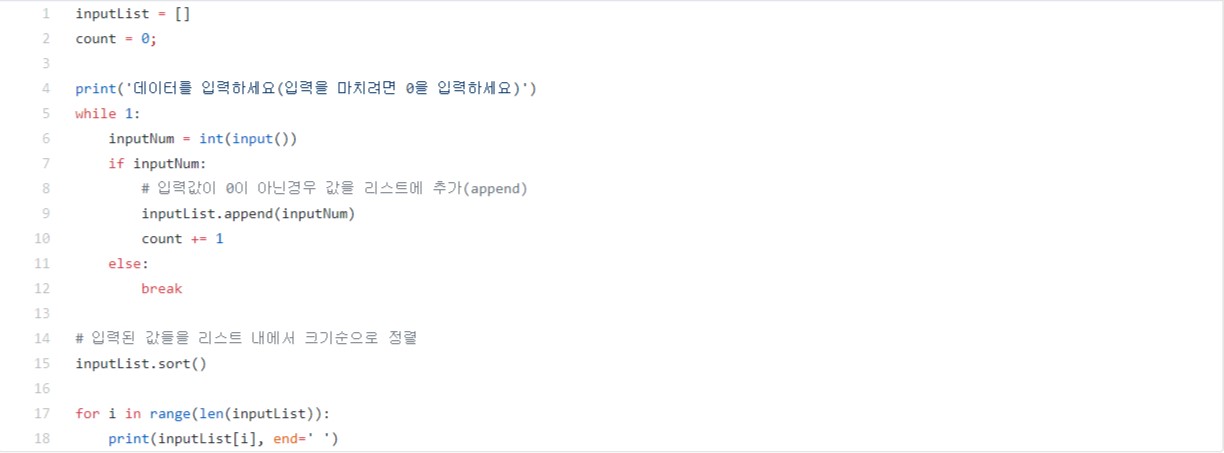 1 inputList = []
2 count = 0;
3
4 print('데이터를 입력하세요(입력을 마치려면 0을 입력하세요)')
5 while 1:
6     inputNum = int(input())
7     if inputNum:
8         # 입력값이 0이 아닌경우 값을 리스트에 추가(append)
9         inputList.append(inputNum)
10         count += 1
11     else:
12         break
13
14 # 입력된 값들을 리스트 내에서 크기순으로 정렬
15 inputList.sort()
16
17 for i in range(len(inputList)):
18     print(inputList[i], end=' ')